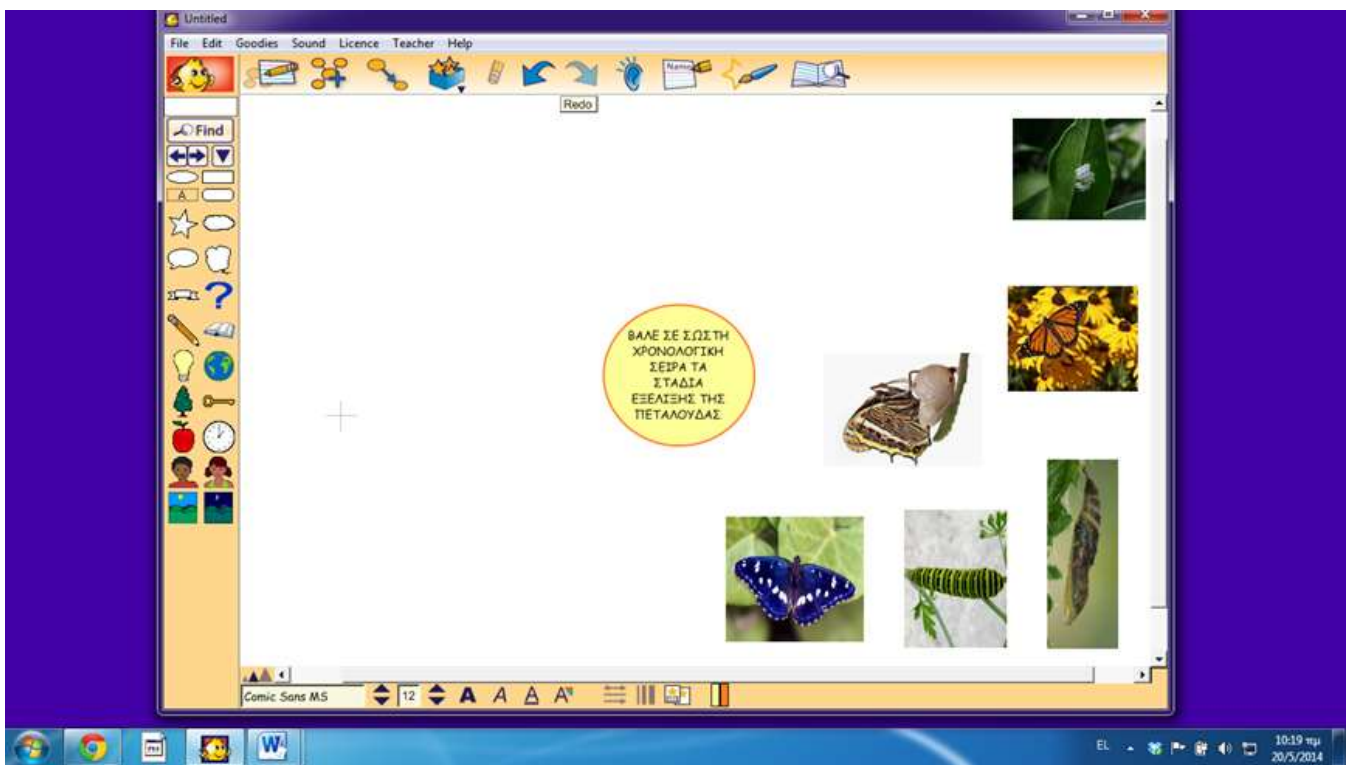 Untitled
File Edit Goodies Sound Licence Teacher Help
Name
Redo
Find
A
ΒΑΛΕ ΣΕ ΣΩΣΤΗ
ΧΡΟΝΟΛΟΓΙΚΗ
ΣΕΙΡΑ ΤΑ
ΣΤΑΔΙΑ
ΕΞΕΛΙΞΗΣ ΤΗΣ
ΠΕΤΑΛΟΥΔΑΣ
Comic Sans MS 12 A A A A
EL 10:19 πμ
20/5/2014